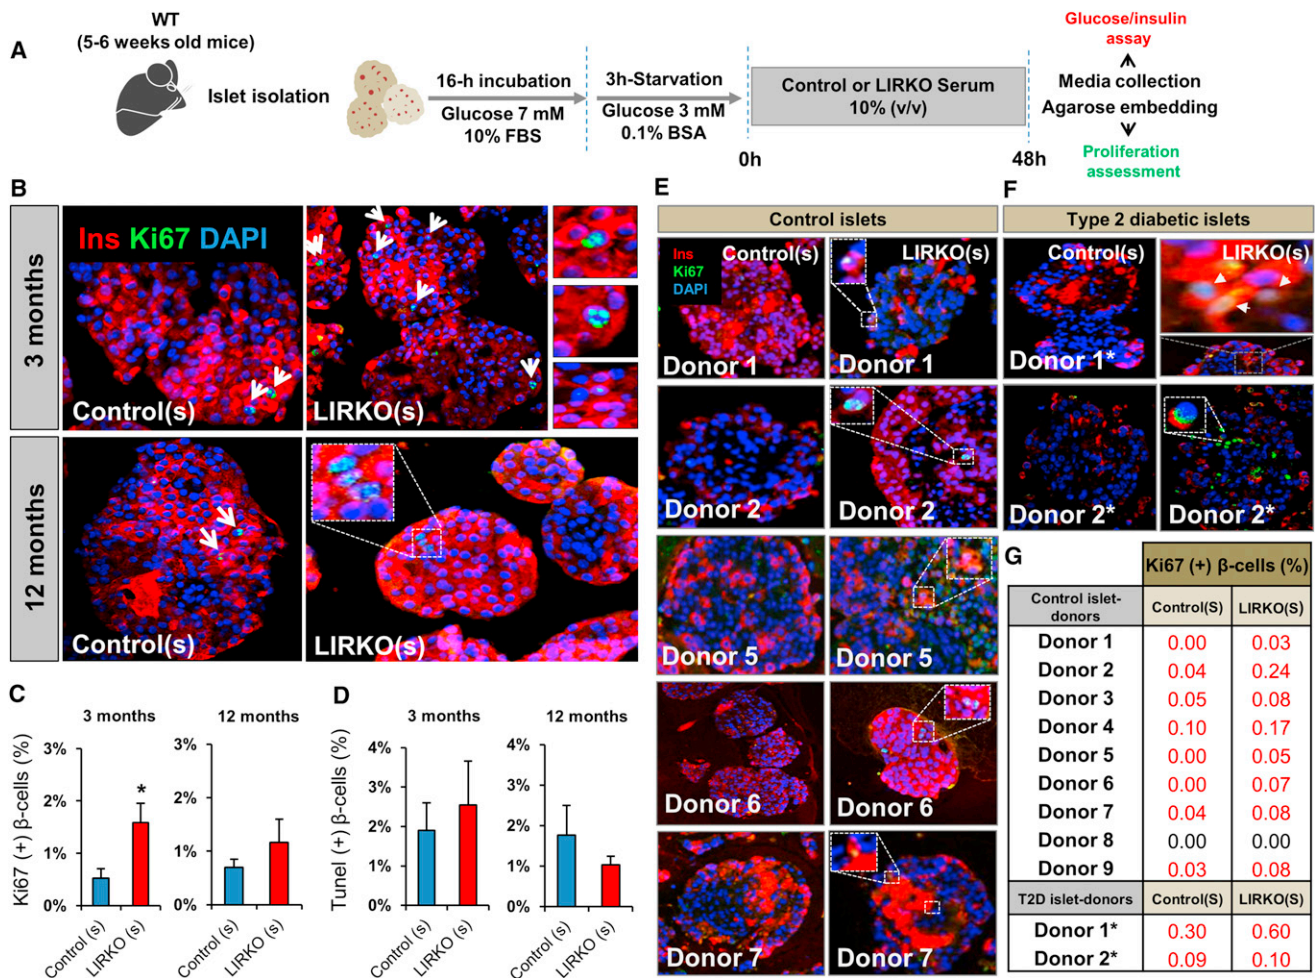 A
WT
(5-6 weeks old mice)
Islet isolation
16-h incubation
Glucose 7 mM
10% FBS
3h-Starvation
Glucose 3 mM
0.1% BSA
Control or LIRKO Serum
10% (v/v)
0h
48h
Glucose/insulin
assay
Media collection
Agarose embedding
Proliferation
assessment
B
3 months
Ins Ki67 DAPI
Control(s)
LIRKO(s)
12 months
Control(s)
LIRKO(s)
C
3 months
12 months
Ki67 (+) β-cells (%)
3%
2%
1%
0%
*
Control (s)
LIRKO (s)
3%
2%
1%
0%
Control (s)
LIRKO (s)
D
3 months
12 months
Tunel (+) β-cells (%)
4%
3%
2%
1%
0%
Control (s)
LIRKO (s)
4%
3%
2%
1%
0%
Control (s)
LIRKO (s)
E
Control islets
Ins
Ki67
DAPI
Control(s)
LIRKO(s)
Donor 1
Donor 1
Donor 2
Donor 2
Donor 5
Donor 5
Donor 6
Donor 6
Donor 7
Donor 7
F
Type 2 diabetic islets
Control(s)
LIRKO(s)
Donor 1*
Donor 2*
Donor 2*
G
Ki67 (+) β-cells (%)
Control islet-
donors
Control(S)
LIRKO(S)
Donor 1 0.00 0.03
Donor 2 0.04 0.24
Donor 3 0.05 0.08
Donor 4 0.10 0.17
Donor 5 0.00 0.05
Donor 6 0.00 0.07
Donor 7 0.04 0.08
Donor 8 0.00 0.00
Donor 9 0.03 0.08
T2D islet-donors Control(S) LIRKO(S)
Donor 1* 0.30 0.60
Donor 2* 0.09 0.10